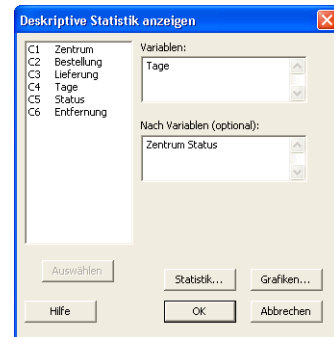 Deskriptive Statistik anzeigen
C1 Zentrum
C2 Bestellung
C3 Lieferung
C4 Tage
C5 Status
C6 Entfernung
Variablen:
Tage
Nach Variablen (optional):
Zentrum Status
Auswählen
Statistik...
Grafiken...
Hilfe
OK
Abbrechen